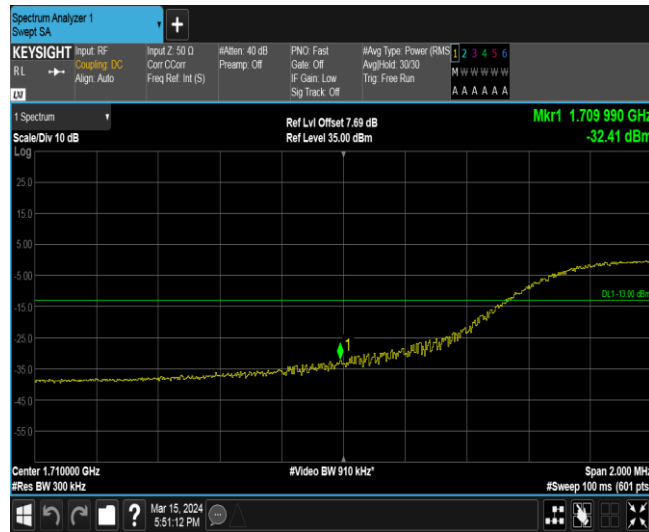 Spectrum Analyzer 1
Swept SA
KEYSIGHT
R L
LXI
Input: RF
Coupling: DC
Align: Auto
Input Z: 50 Ω
Corr CCorr
Freq Ref: Int (S)
#Atten: 40 dB
Preamp: Off
PNO: Fast
Gate: Off
IF Gain: Low
Sig Track: Off
#Avg Type: Power (RMS
Avg|Hold: 30/30
Trig: Free Run
1 2 3 4 5 6
M W W W W W
A A A A A A
1 Spectrum
Scale/Div 10 dB
Log
Ref Lvl Offset 7.69 dB
Ref Level 35.00 dBm
Mkr1 1.709 990 GHz
-32.41 dBm
25.0
15.0
5.00
-5.00
-15.0
-25.0
-35.0
-45.0
-55.0
DL1 -13.00 dBm
1
Center 1.710000 GHz
#Res BW 300 kHz
#Video BW 910 kHz*
Span 2.000 MHz
#Sweep 100 ms (601 pts
?
Mar 15, 2024
5:51:12 PM